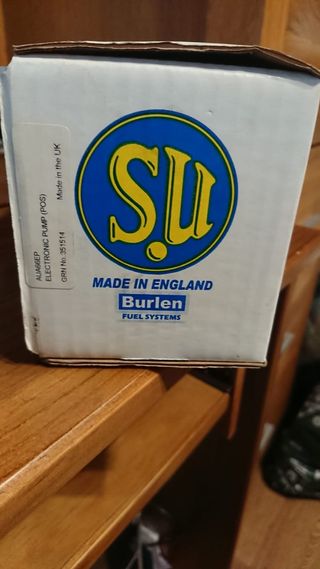 S.U
MADE IN ENGLAND
Burlen
FUEL SYSTEMS
AUA66EP
ELECTRONIC PUMP (POS)
GRN No. 351514 Made in the UK